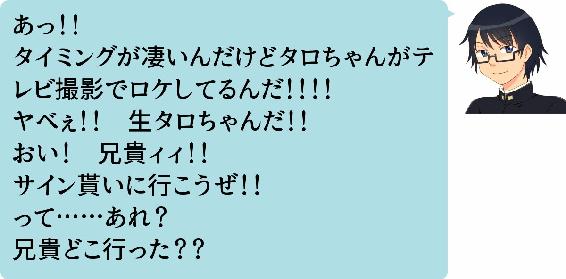 あっ!!
タイミングが凄いんだけどタロちゃんがテ
レビ撮影でロケしてるんだ!!!!
ヤベぇ!!　生タロちゃんだ!!
おい!　兄貴ィィ!!
サイン貰いに行こうぜ!!
って……あれ？
兄貴どこ行った？？